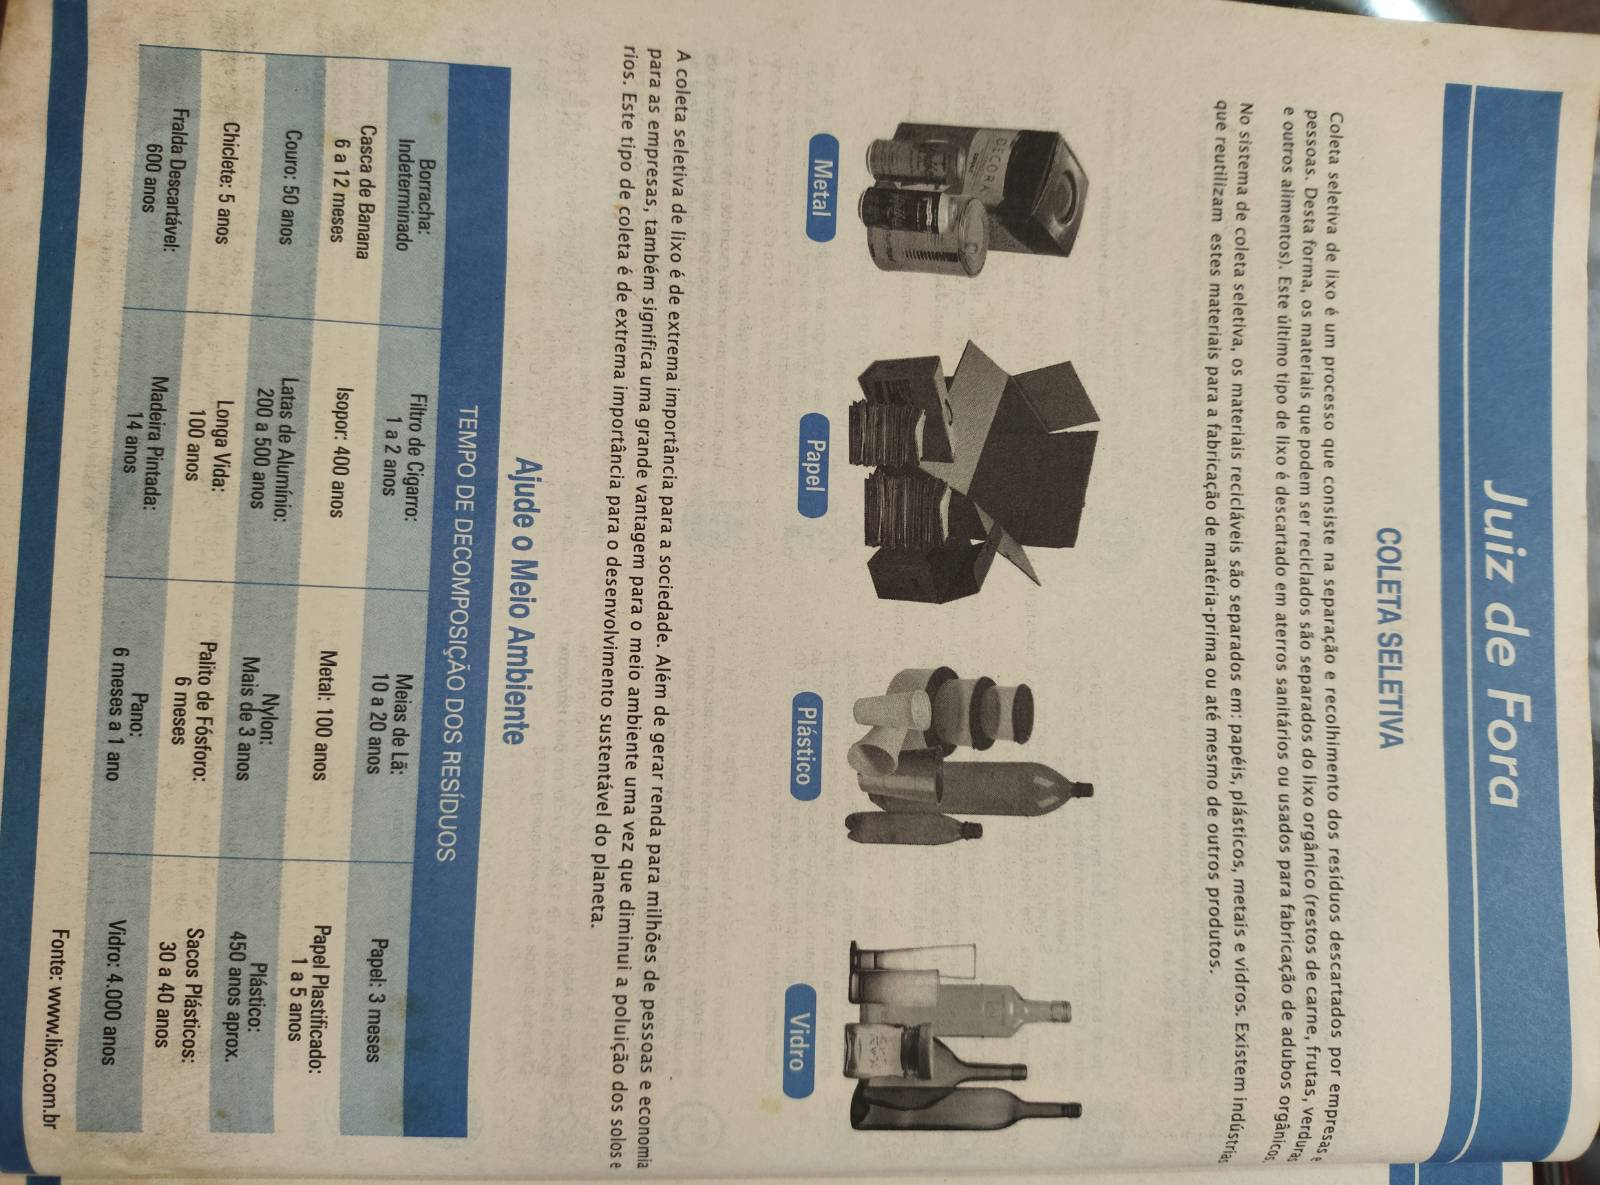 Juiz de Fora
COLETA SELETIVA
Coleta seletiva de lixo é um processo que consiste na separação e recolhimento dos resíduos descartados por empresas e
pessoas. Desta forma, os materiais que podem ser reciclados são separados do lixo orgânico (restos de carne, frutas, verduras
e outros alimentos). Este último tipo de lixo é descartado em aterros sanitários ou usados para fabricação de adubos orgânicos.
No sistema de coleta seletiva, os materiais recicláveis são separados em: papéis, plásticos, metais e vidros. Existem indústrias
que reutilizam estes materiais para a fabricação de matéria-prima ou até mesmo de outros produtos.
DECORA
Metal
Papel
Plástico
Vidro
A coleta seletiva de lixo é de extrema importância para a sociedade. Além de gerar renda para milhões de pessoas e economia
para as empresas, também significa uma grande vantagem para o meio ambiente uma vez que diminui a poluição dos solos e
rios. Este tipo de coleta é de extrema importância para o desenvolvimento sustentável do planeta.
Ajude o Meio Ambiente
TEMPO DE DECOMPOSIÇÃO DOS RESÍDUOS
Borracha:
Indeterminado
Filtro de Cigarro:
1 a 2 anos
Meias de Lã:
10 a 20 anos
Papel: 3 meses
Casca de Banana
6 a 12 meses
Isopor: 400 anos
Metal: 100 anos
Papel Plastificado:
1 a 5 anos
Couro: 50 anos
Latas de Alumínio:
200 a 500 anos
Nylon:
Mais de 3 anos
Plástico:
450 anos aprox.
Chiclete: 5 anos
Longa Vida:
100 anos
Palito de Fósforo:
6 meses
Sacos Plásticos:
30 a 40 anos
Fralda Descartável:
600 anos
Madeira Pintada:
14 anos
Pano:
6 meses a 1 ano
Vidro: 4.000 anos
Fonte: www.lixo.com.br